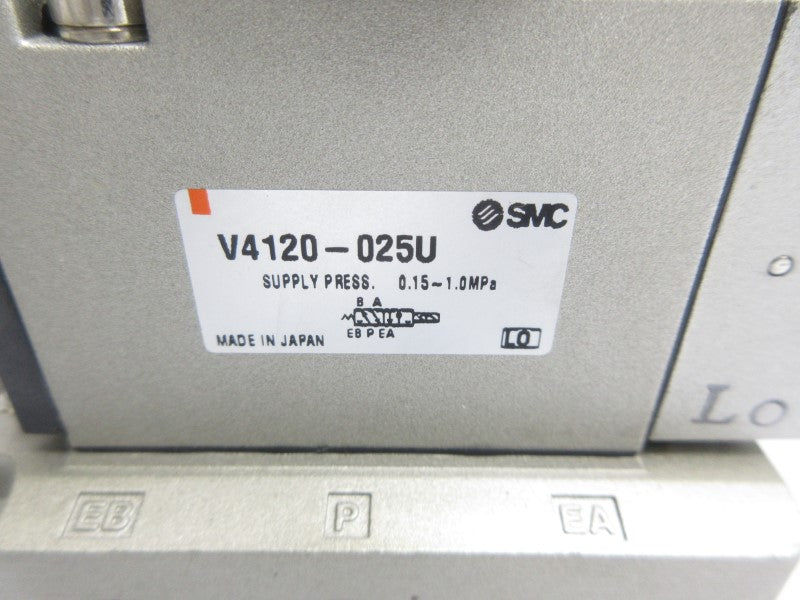 SMC
V4120-025U
SUPPLY PRESS. 0.15~1.0MPa
B A
EB P EA
MADE IN JAPAN
LO
Lo
EB P EA